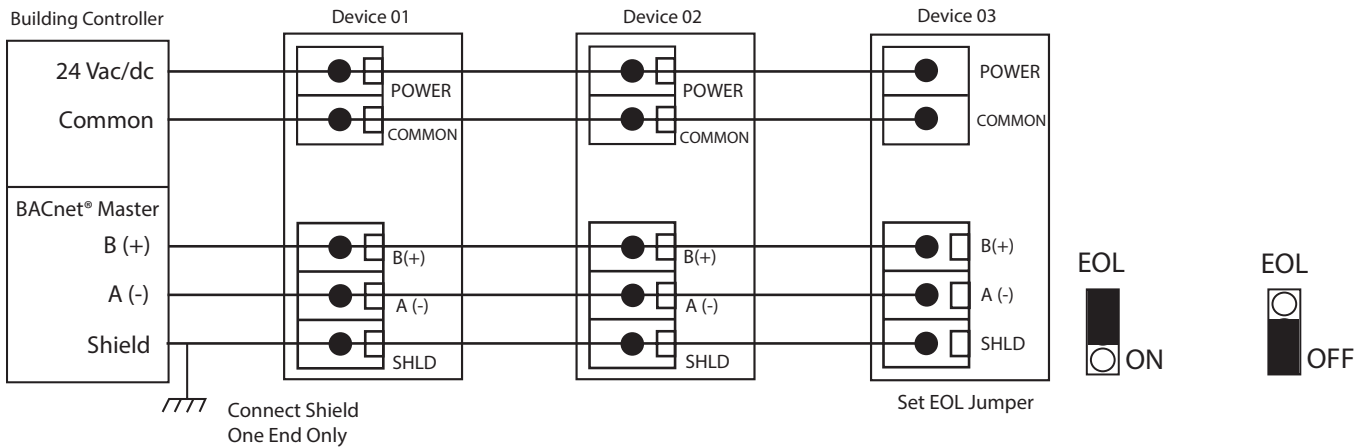 Building Controller
24 Vac/dc
Common
BACnet® Master
B (+)
A (-)
Shield
Connect Shield
One End Only
Device 01
POWER
COMMON
B(+)
A (-)
SHLD
Device 02
POWER
COMMON
B(+)
A (-)
SHLD
Device 03
POWER
COMMON
B(+)
A (-)
SHLD
Set EOL Jumper
EOL
ON
EOL
OFF